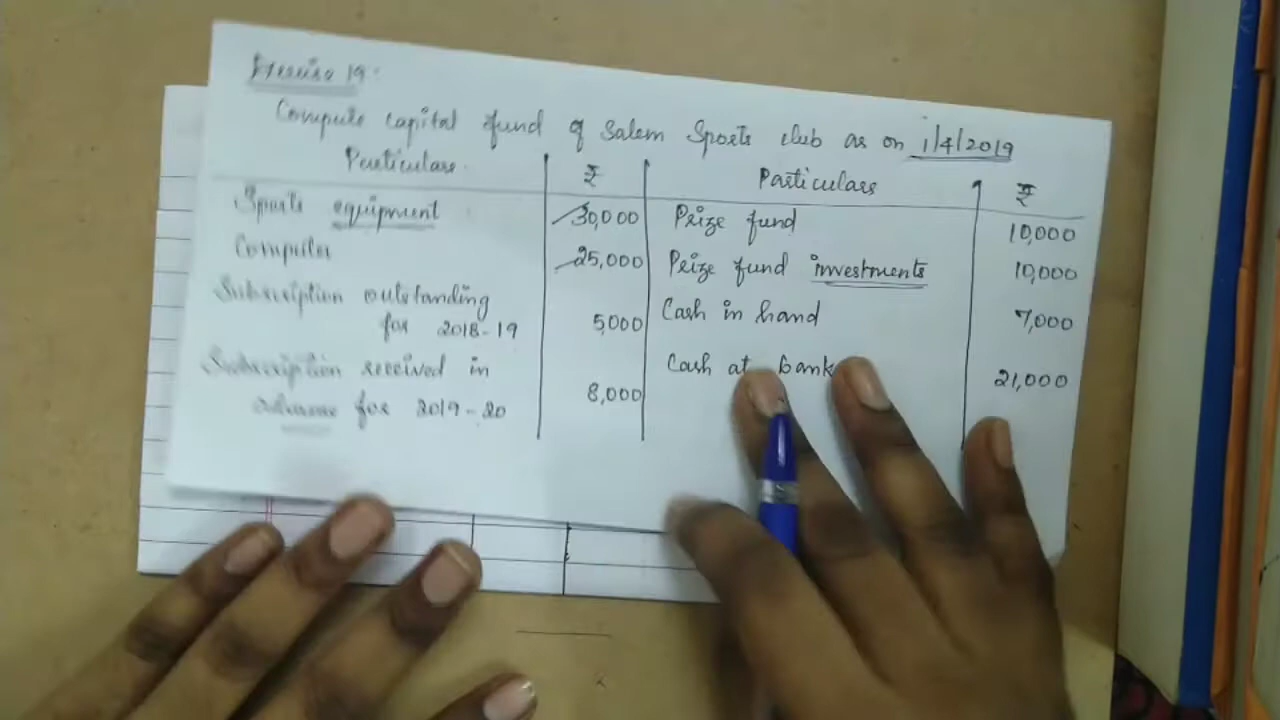 Exercise 19:
Compute capital fund of Salem Sports club as on 1/4/2019
Particulars ₹ Particulars ₹
Sports equipment 30,000 Prize fund 10,000
Computer 25,000 Prize fund investments 10,000
Subscription outstanding
for 2018-19 5,000 Cash in hand 7,000
Subscription received in
advance for 2019-20 8,000 Cash at bank 21,000